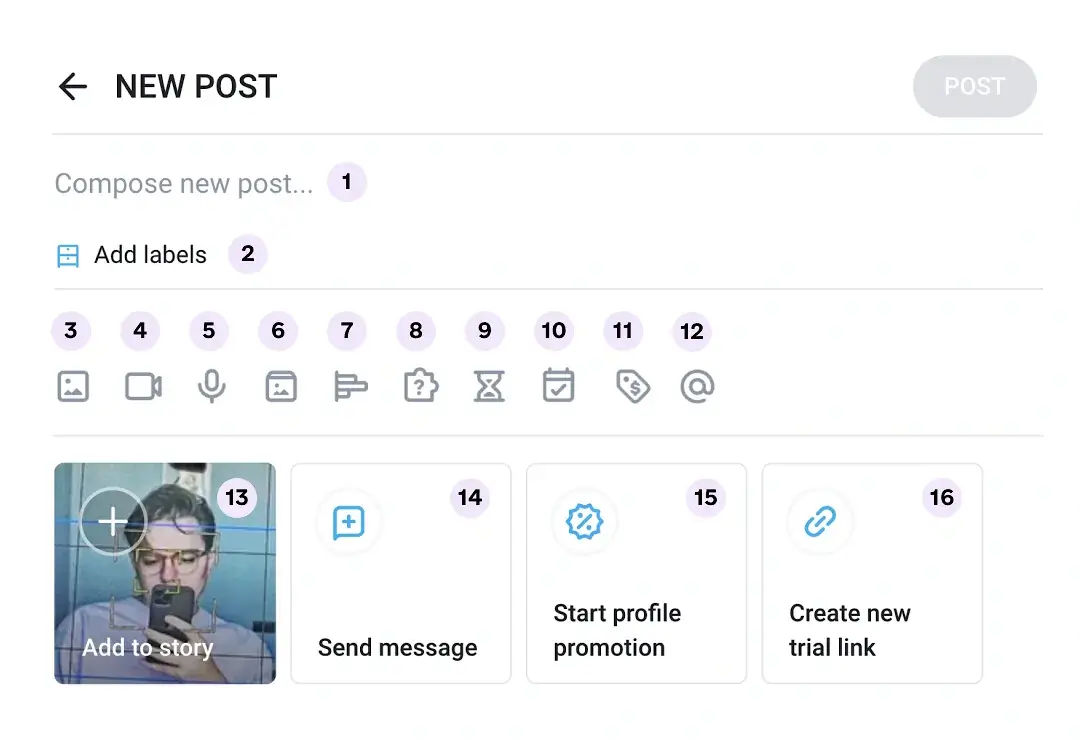 NEW POST
POST
Compose new post... 1
Add labels 2
3 4 5 6 7 8 9 10 11 12
13
14
15
16
Add to story
Send message
Start profile
promotion
Create new
trial link